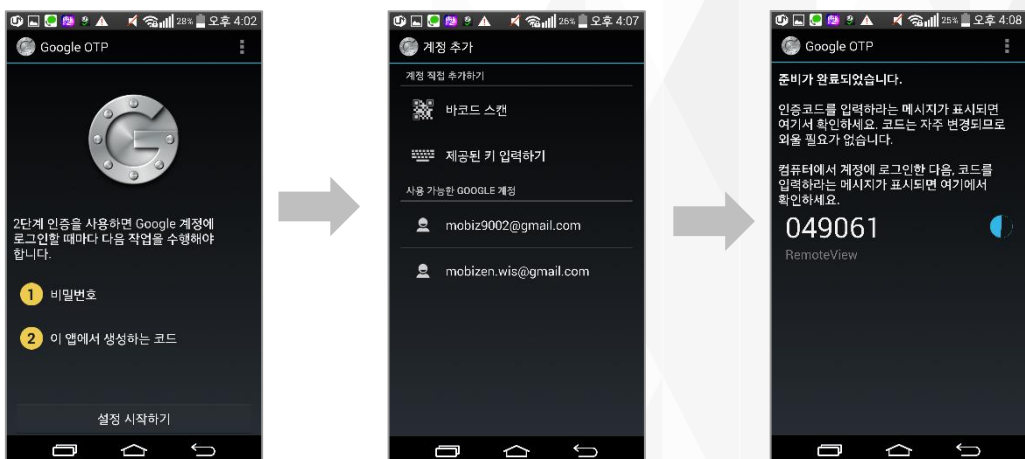 28% 오후 4:02
Google OTP
2단계 인증을 사용하면 Google 계정에
로그인할 때마다 다음 작업을 수행해야
합니다.
1 비밀번호
2 이 앱에서 생성하는 코드
설정 시작하기
26% 오후 4:07
계정 추가
계정 직접 추가하기
바코드 스캔
제공된 키 입력하기
사용 가능한 GOOGLE 계정
mobiz9002@gmail.com
mobizen.wis@gmail.com
25% 오후 4:08
Google OTP
준비가 완료되었습니다.
인증코드를 입력하라는 메시지가 표시되면
여기서 확인하세요. 코드는 자주 변경되므로
외울 필요가 없습니다.
컴퓨터에서 계정에 로그인한 다음, 코드를
입력하라는 메시지가 표시되면 여기에서
확인하세요.
049061
RemoteView